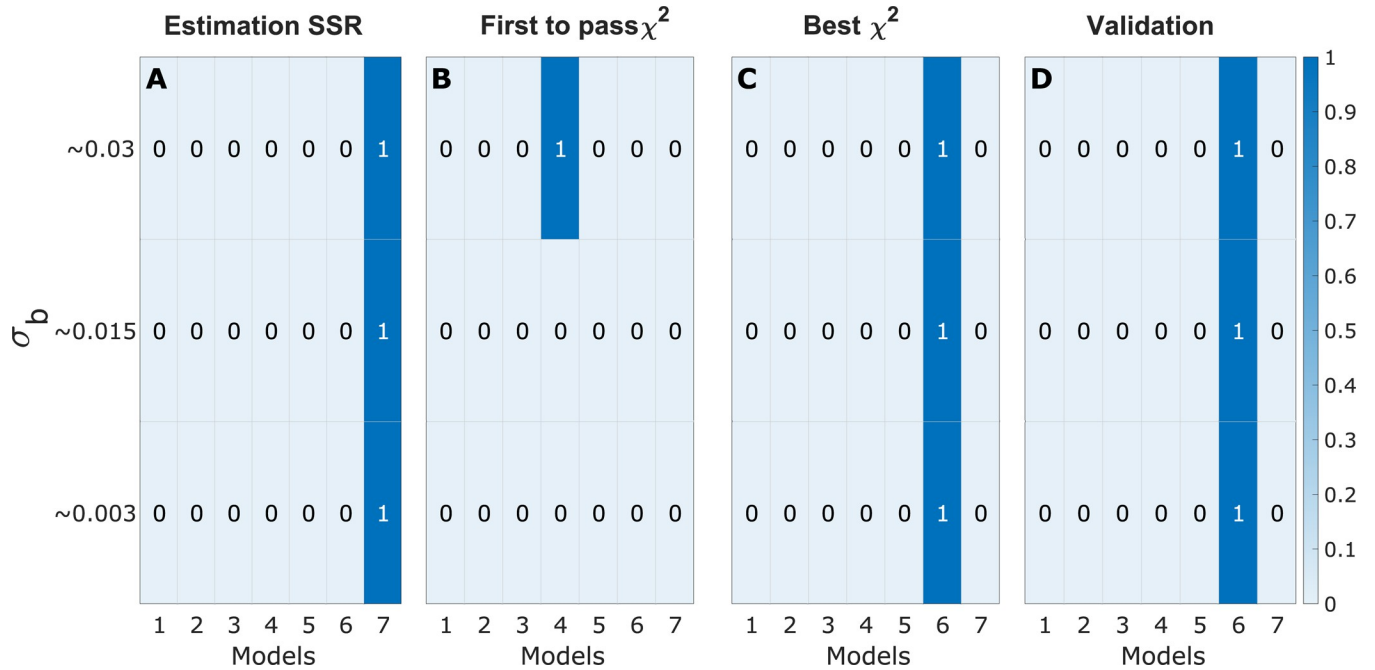 Estimation SSR First to pass χ² Best χ² Validation
A B C D 1
0.9
0.8
~0.03 0 0 0 0 0 0 1 0 0 0 1 0 0 0 0 0 0 0 0 1 0 0 0 0 0 0 1 0
0.7
0.6
σb
~0.015 0 0 0 0 0 0 1 0 0 0 0 0 0 0 0 0 0 0 0 1 0 0 0 0 0 0 1 0
0.5
0.4
0.3
~0.003 0 0 0 0 0 0 1 0 0 0 0 0 0 0 0 0 0 0 0 1 0 0 0 0 0 0 1 0
0.2
0.1
0
1 2 3 4 5 6 7 1 2 3 4 5 6 7 1 2 3 4 5 6 7 1 2 3 4 5 6 7
Models Models Models Models